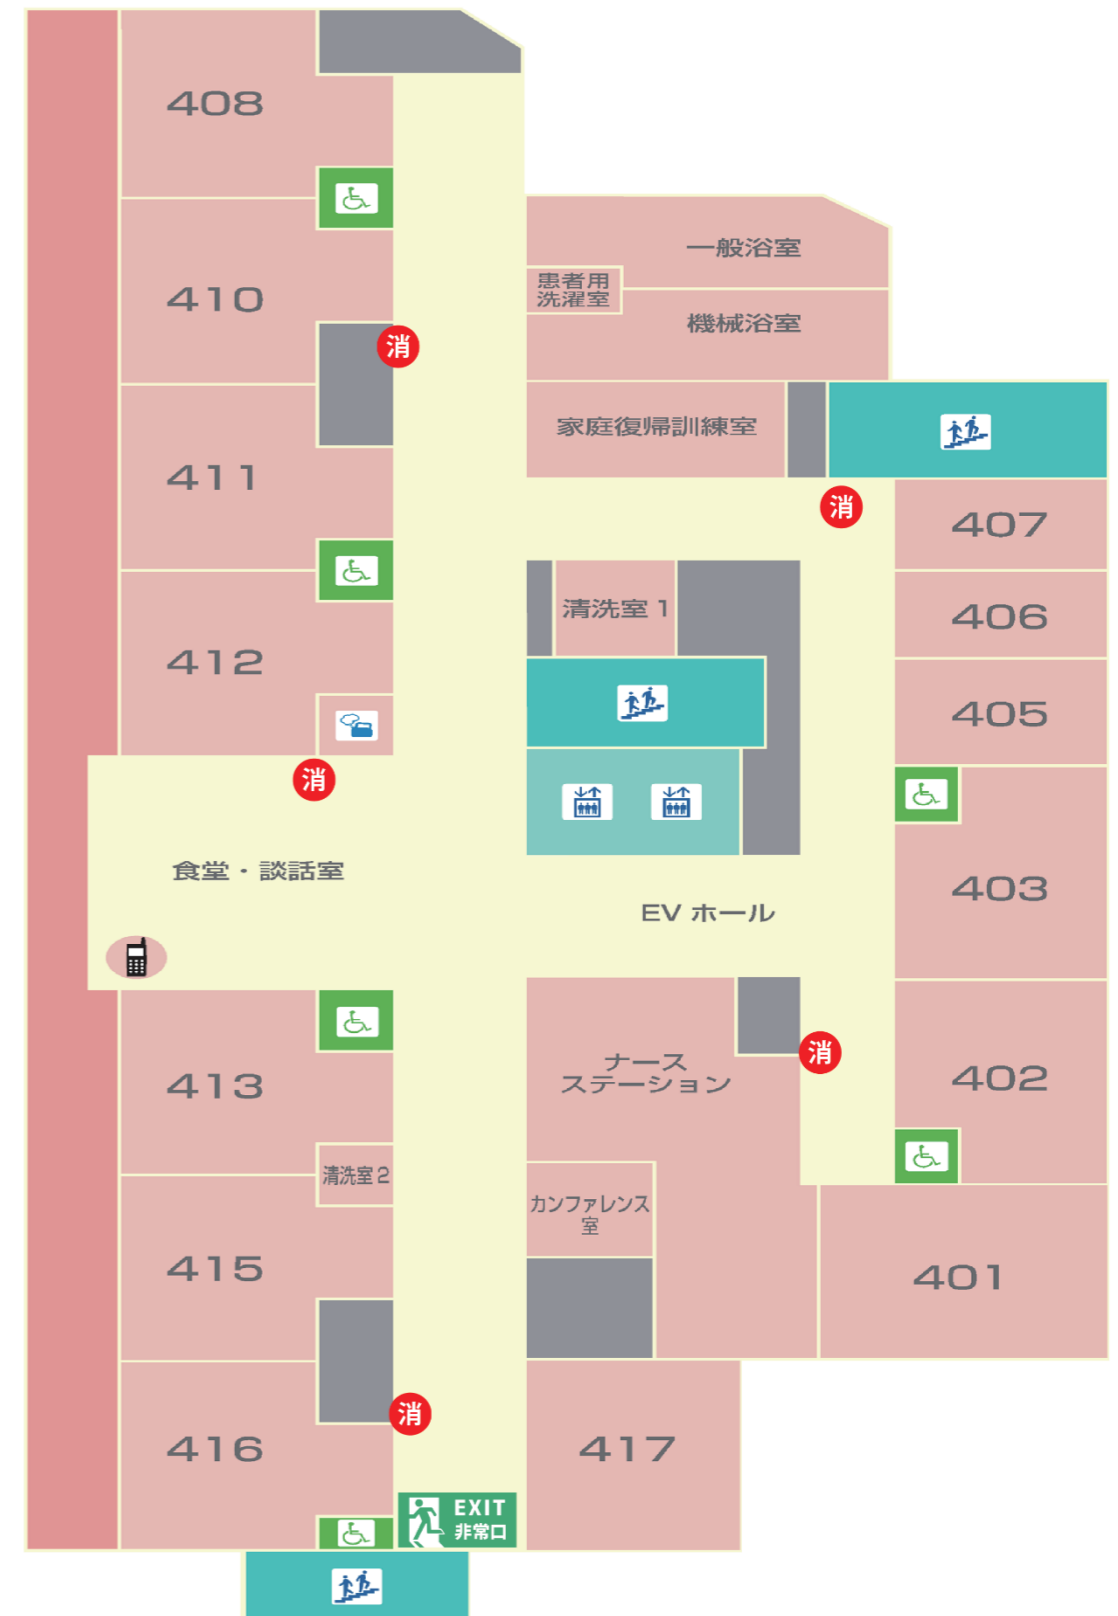 408
一般浴室
患者用
洗濯室
410
機械浴室
消
家庭復帰訓練室
411
消
407
清洗室 1
406
412
405
消
食堂・談話室
403
EV ホール
消
ナース
ステーション
402
413
清洗室 2
カンファレンス
室
415
401
消
416
417
EXIT
非常口